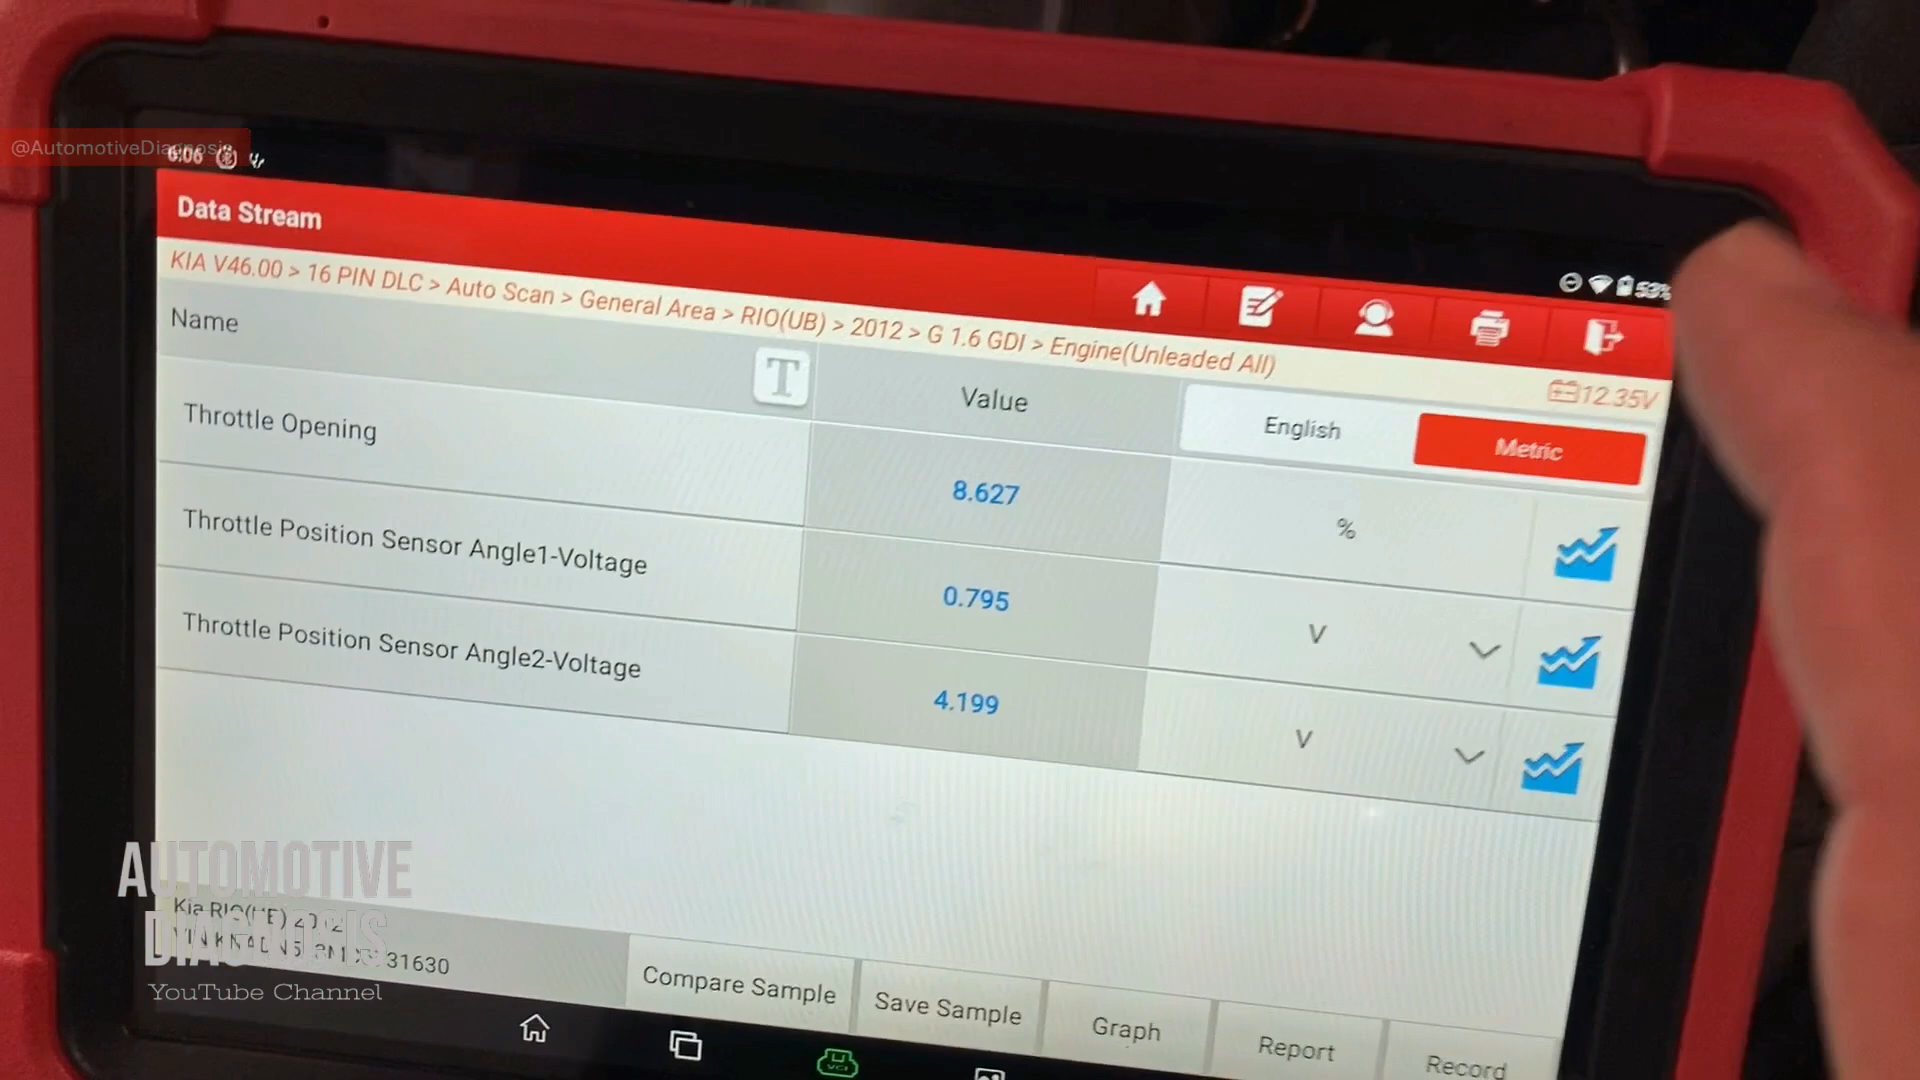 @AutomotiveDiagnosis
6:06
53%
Data Stream
KIA V46.00 > 16 PIN DLC > Auto Scan > General Area > RIO(UB) > 2012 > G 1.6 GDI > Engine(Unleaded All)
12.35V
Name
T
Value
English
Metric
Throttle Opening
8.627
%
Throttle Position Sensor Angle1-Voltage
0.795
V
Throttle Position Sensor Angle2-Voltage
4.199
V
AUTOMOTIVE
DIAGNOSIS
YouTube Channel
Kia
31630
Compare Sample
Save Sample
Graph
Report
Record
VCI